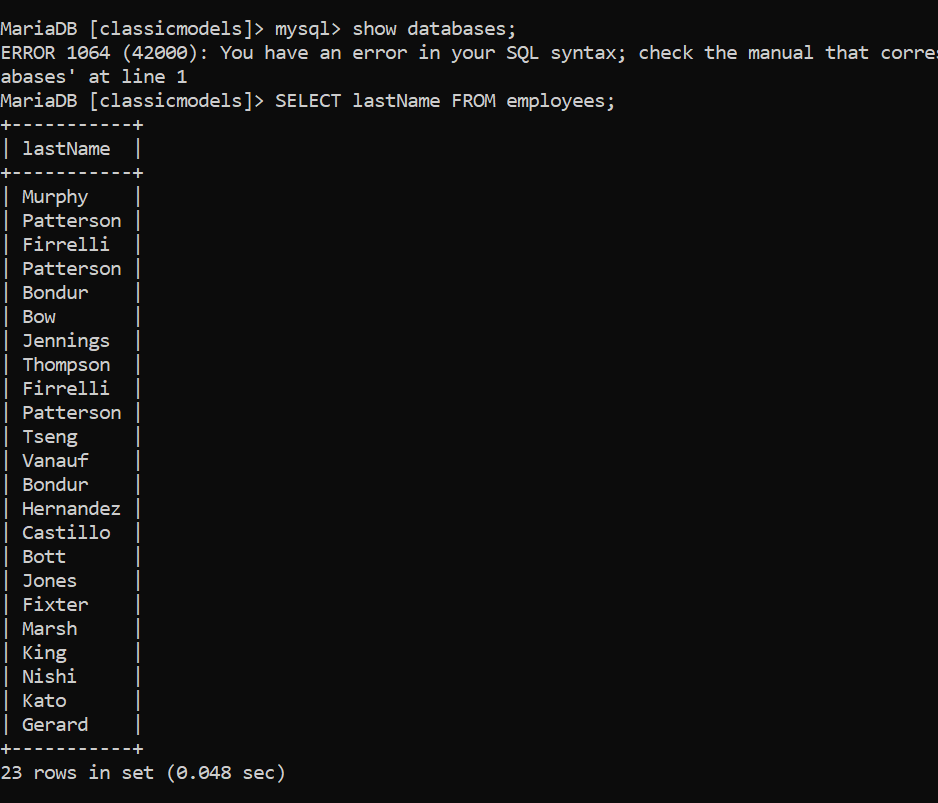 MariaDB [classicmodels]> mysql> show databases;
ERROR 1064 (42000): You have an error in your SQL syntax; check the manual that corres
abases' at line 1
MariaDB [classicmodels]> SELECT lastName FROM employees;
+-----------+
| lastName  |
+-----------+
| Murphy    |
| Patterson |
| Firrelli  |
| Patterson |
| Bondur    |
| Bow       |
| Jennings  |
| Thompson  |
| Firrelli  |
| Patterson |
| Tseng     |
| Vanauf    |
| Bondur    |
| Hernandez |
| Castillo  |
| Bott      |
| Jones     |
| Fixter    |
| Marsh     |
| King      |
| Nishi     |
| Kato      |
| Gerard    |
+-----------+
23 rows in set (0.048 sec)